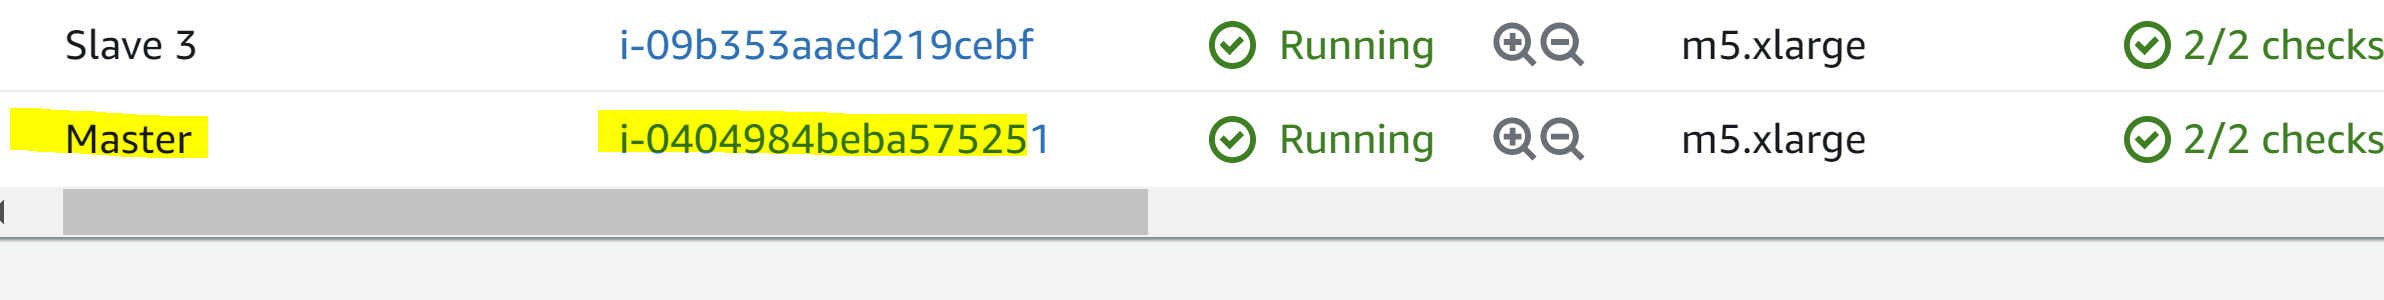 Slave 3 i-09b353aaed219cebf Running m5.xlarge 2/2 checks
Master i-0404984beba575251 Running m5.xlarge 2/2 checks